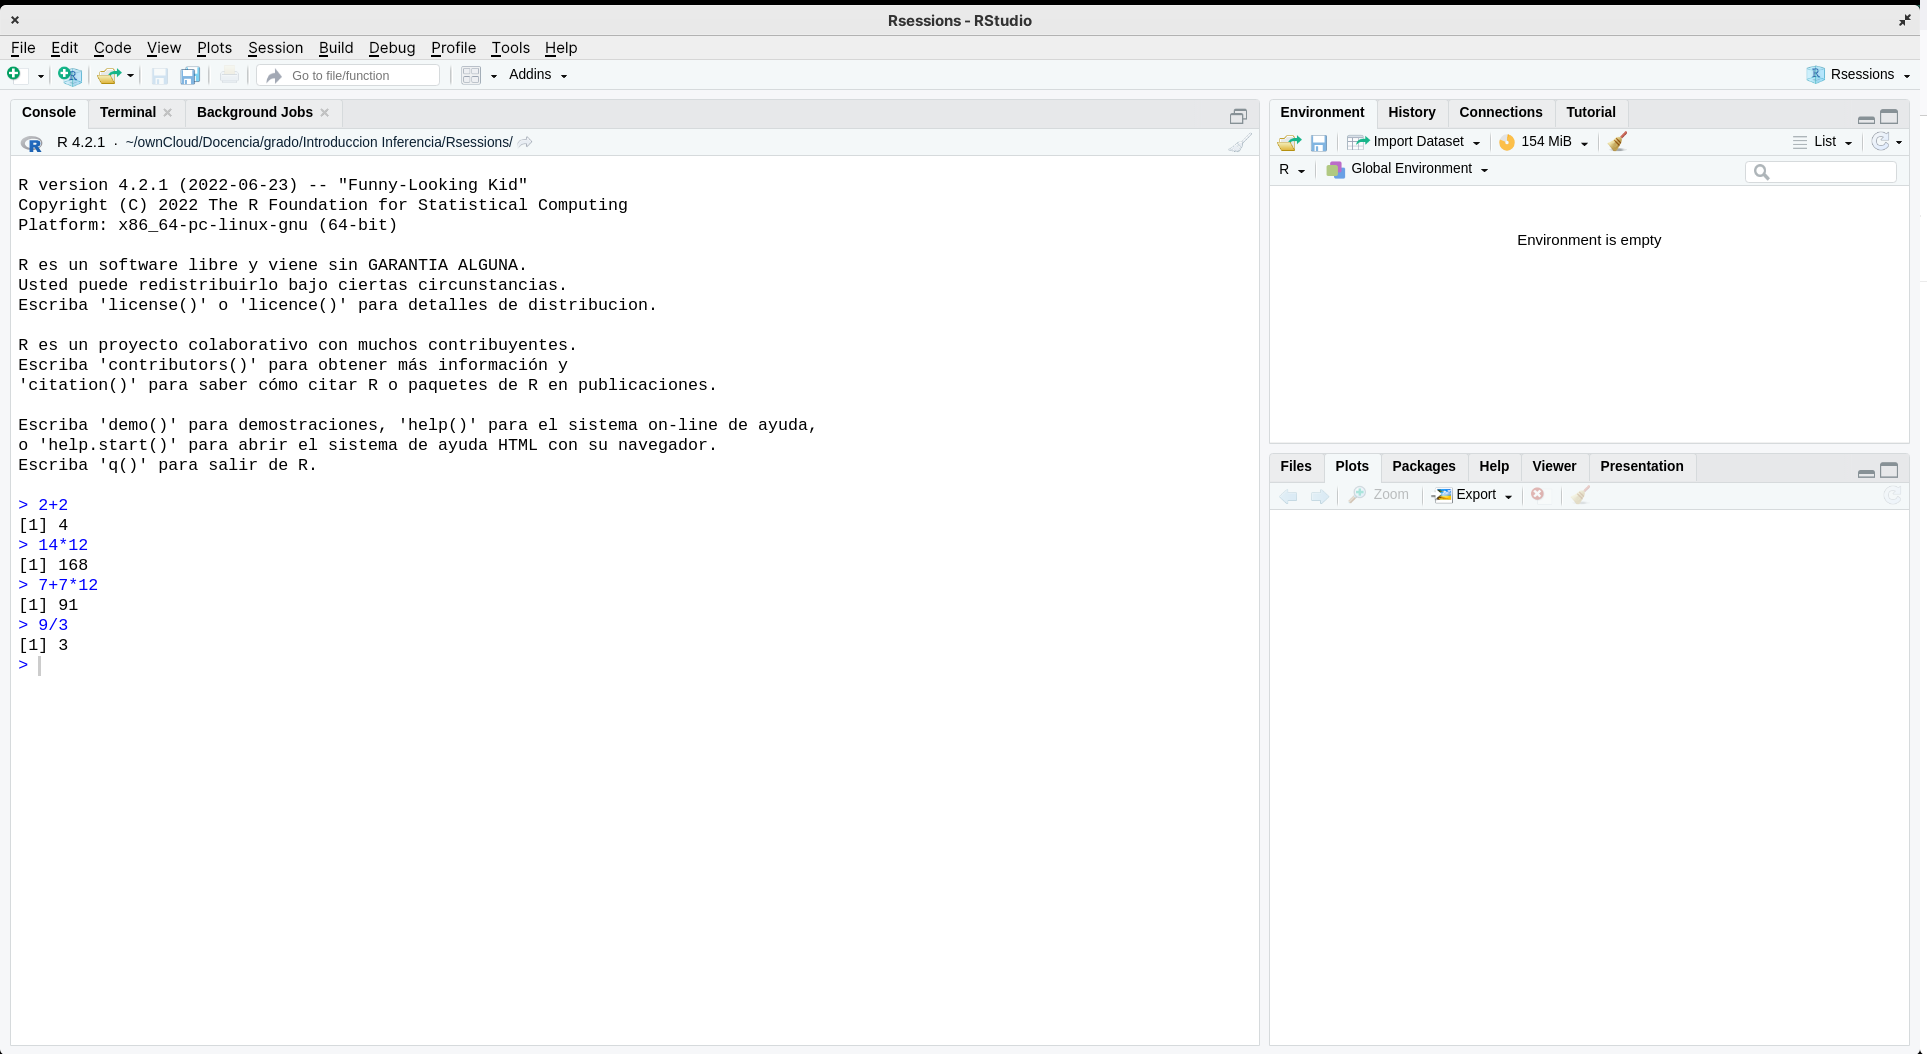 Rsessions - RStudio
File Edit Code View Plots Session Build Debug Profile Tools Help
Go to file/function Addins Rsessions
Console Terminal Background Jobs
R 4.2.1 · ~/ownCloud/Docencia/grado/Introduccion Inferencia/Rsessions/
R version 4.2.1 (2022-06-23) -- "Funny-Looking Kid"
Copyright (C) 2022 The R Foundation for Statistical Computing
Platform: x86_64-pc-linux-gnu (64-bit)
R es un software libre y viene sin GARANTIA ALGUNA.
Usted puede redistribuirlo bajo ciertas circunstancias.
Escriba 'license()' o 'licence()' para detalles de distribucion.
R es un proyecto colaborativo con muchos contribuyentes.
Escriba 'contributors()' para obtener más información y
'citation()' para saber cómo citar R o paquetes de R en publicaciones.
Escriba 'demo()' para demostraciones, 'help()' para el sistema on-line de ayuda,
o 'help.start()' para abrir el sistema de ayuda HTML con su navegador.
Escriba 'q()' para salir de R.
> 2+2
[1] 4
> 14*12
[1] 168
> 7+7*12
[1] 91
> 9/3
[1] 3
>
Environment History Connections Tutorial
Import Dataset 154 MiB List
R Global Environment
Environment is empty
Files Plots Packages Help Viewer Presentation
Zoom Export